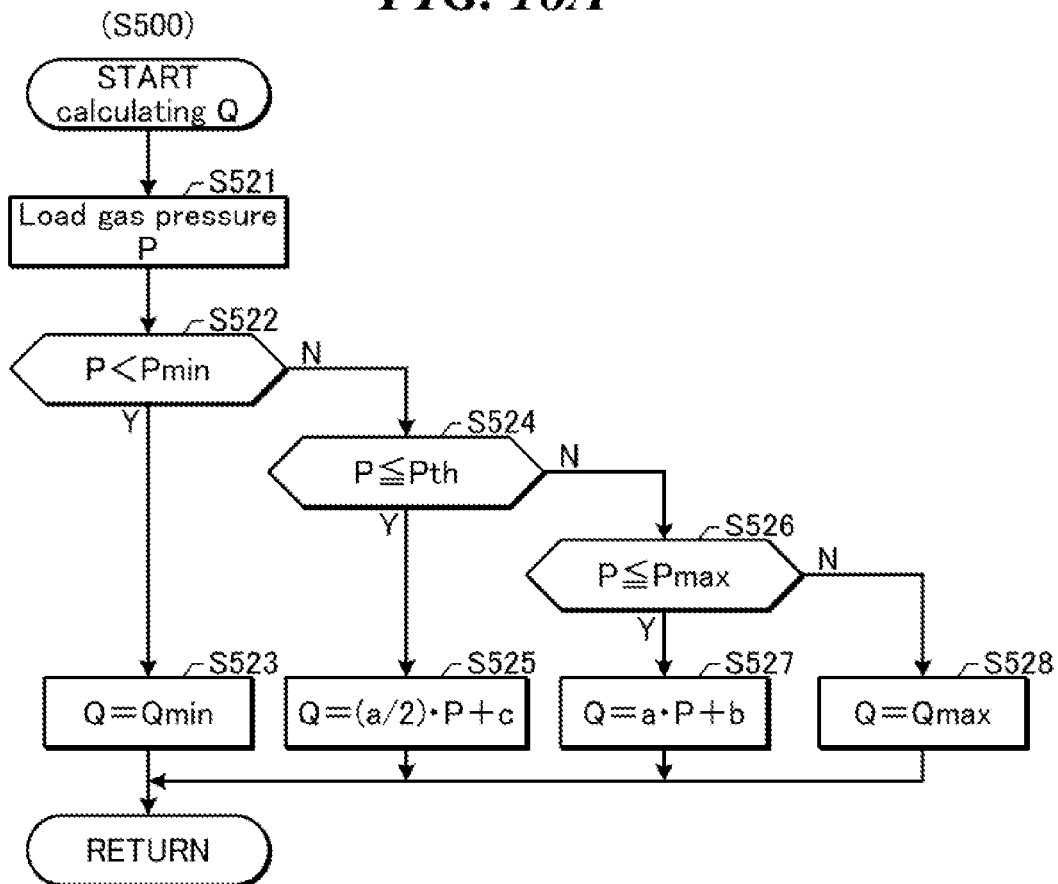 (S500)
START
calculating Q
S521
Load gas pressure
P
S522
P<Pmin
N
Y
S524
P≦Pth
N
Y
S526
P≦Pmax
N
Y
S523
Q=Qmin
S525
Q=(a/2)·P+c
S527
Q=a·P+b
S528
Q=Qmax
RETURN